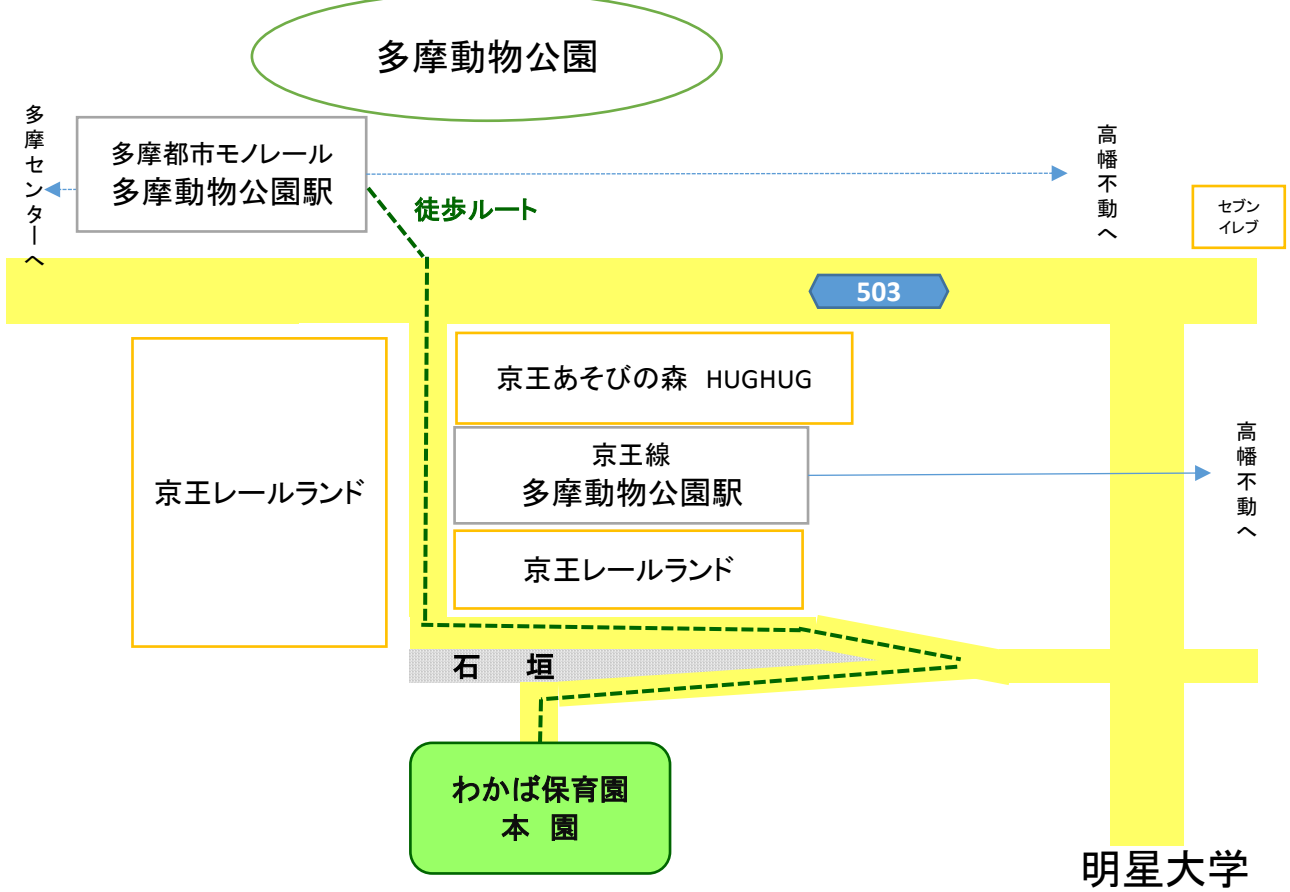 多摩動物公園
多摩センターへ
多摩都市モノレール
多摩動物公園駅
高幡不動へ
セブン
イレブ
徒歩ルート
503
京王あそびの森 HUGHUG
京王線
多摩動物公園駅
高幡不動へ
京王レールランド
京王レールランド
石 垣
わかば保育園
本 園
明星大学